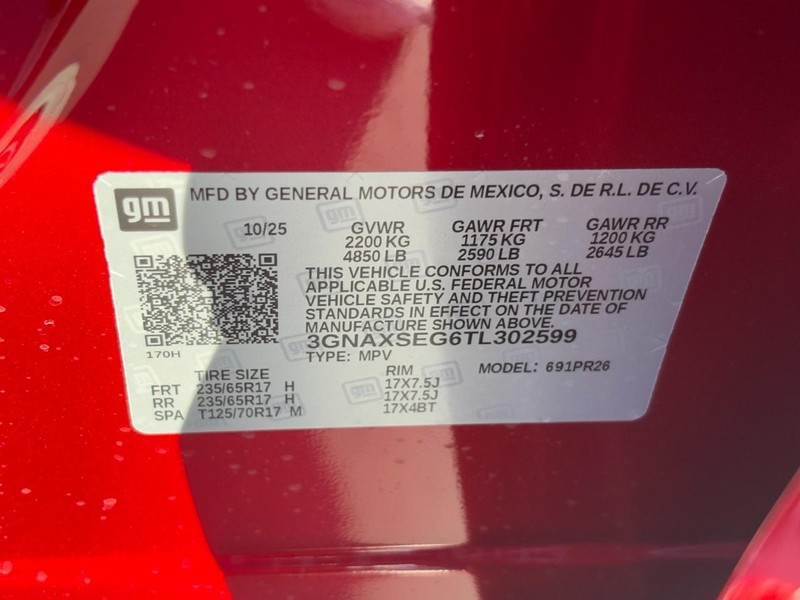 gm MFD BY GENERAL MOTORS DE MEXICO, S. DE R.L. DE C.V.
10/25 GVWR GAWR FRT GAWR RR
2200 KG 1175 KG 1200 KG
4850 LB 2590 LB 2645 LB
THIS VEHICLE CONFORMS TO ALL
APPLICABLE U.S. FEDERAL MOTOR
VEHICLE SAFETY AND THEFT PREVENTION
STANDARDS IN EFFECT ON THE DATE OF
MANUFACTURE SHOWN ABOVE.
170H 3GNAXSEG6TL302599
TYPE: MPV MODEL: 691PR26
TIRE SIZE RIM
FRT 235/65R17 H 17X7.5J
RR 235/65R17 H 17X7.5J
SPA T125/70R17 M 17X4BT